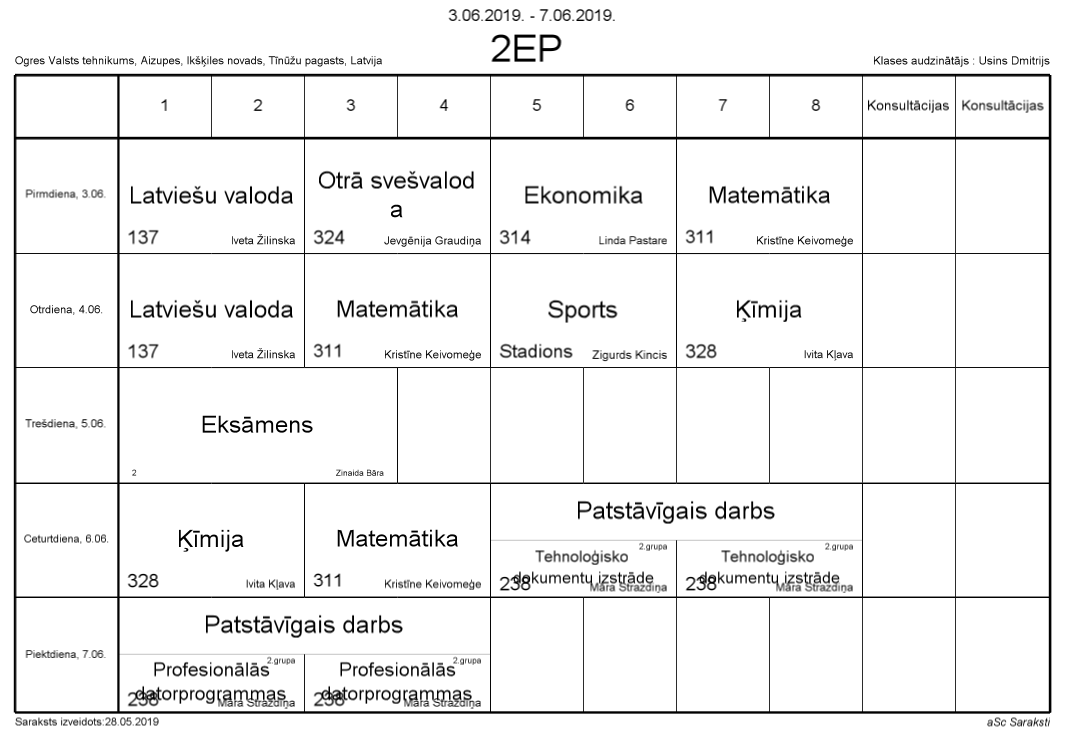 3.06.2019. - 7.06.2019.
2EP
Ogres Valsts tehnikums, Aizupes, Ikšķiles novads, Tīnūžu pagasts, Latvija
Klases audzinātājs : Usins Dmitrijs
1 2 3 4 5 6 7 8 Konsultācijas Konsultācijas
Pirmdiena, 3.06.
Latviešu valoda
137 Iveta Žilinska
Otrā svešvalod
a
324 Jevgēnija Graudiņa
Ekonomika
314 Linda Pastare
Matemātika
311 Kristīne Keivomeģe
Otrdiena, 4.06.
Latviešu valoda
137 Iveta Žilinska
Matemātika
311 Kristīne Keivomeģe
Sports
Stadions Zigurds Kincis
Ķīmija
328 Ivita Kļava
Trešdiena, 5.06.
Eksāmens
2 Zinaida Bāra
Ceturtdiena, 6.06.
Ķīmija
328 Ivita Kļava
Matemātika
311 Kristīne Keivomeģe
Patstāvīgais darbs
2.grupa
Tehnoloģisko
dokumentu izstrāde
238 Māra Strazdiņa
2.grupa
Tehnoloģisko
dokumentu izstrāde
238 Māra Strazdiņa
Piektdiena, 7.06.
Patstāvīgais darbs
2.grupa
Profesionālās
datorprogrammas
238 Māra Strazdiņa
2.grupa
Profesionālās
datorprogrammas
238 Māra Strazdiņa
Saraksts izveidots:28.05.2019
aSc Saraksti